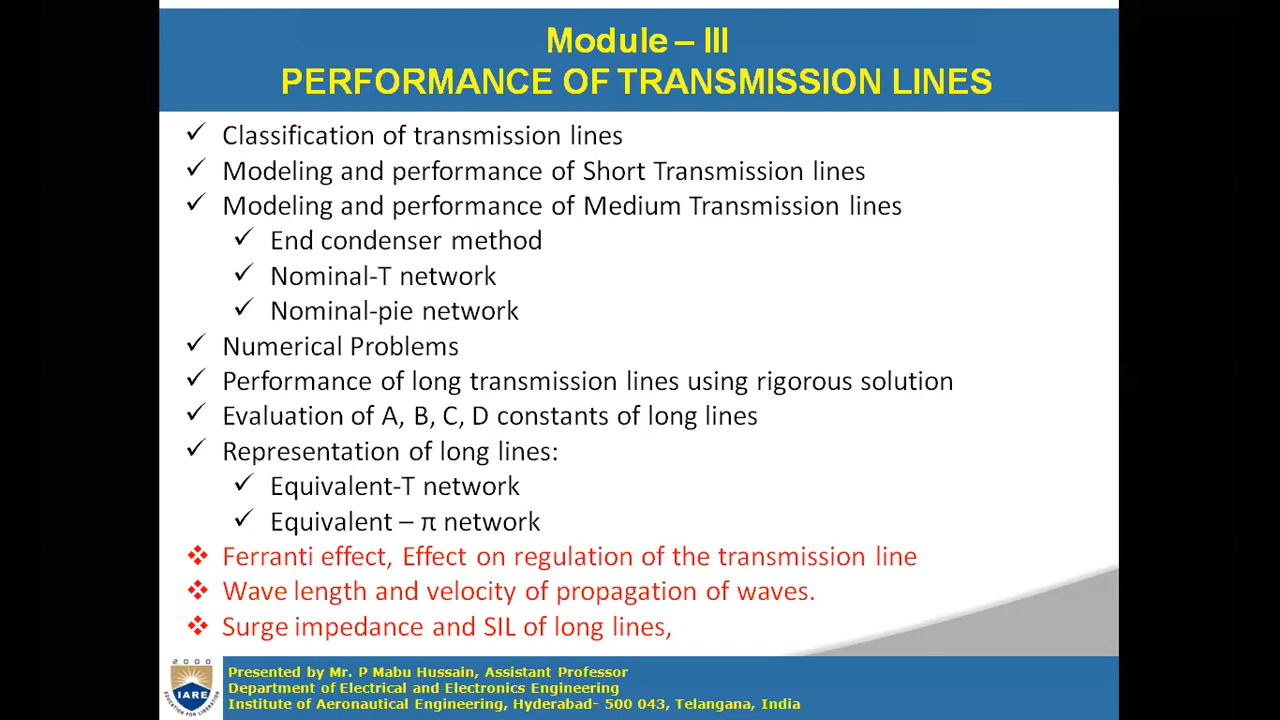 Module – III
PERFORMANCE OF TRANSMISSION LINES
Classification of transmission lines
Modeling and performance of Short Transmission lines
Modeling and performance of Medium Transmission lines
End condenser method
Nominal-T network
Nominal-pie network
Numerical Problems
Performance of long transmission lines using rigorous solution
Evaluation of A, B, C, D constants of long lines
Representation of long lines:
Equivalent-T network
Equivalent – π network
Ferranti effect, Effect on regulation of the transmission line
Wave length and velocity of propagation of waves.
Surge impedance and SIL of long lines,
2000
IARE
EDUCATION FOR LIBERATION
Presented by Mr. P Mabu Hussain, Assistant Professor
Department of Electrical and Electronics Engineering
Institute of Aeronautical Engineering, Hyderabad- 500 043, Telangana, India